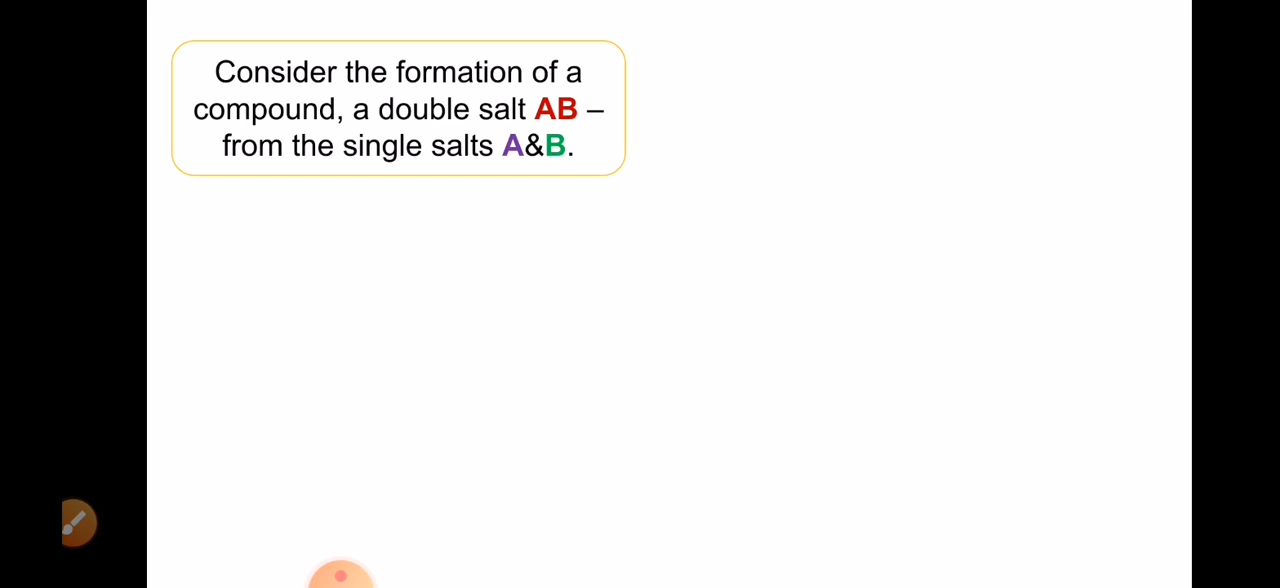 Consider the formation of a
compound, a double salt AB –
from the single salts A&B.